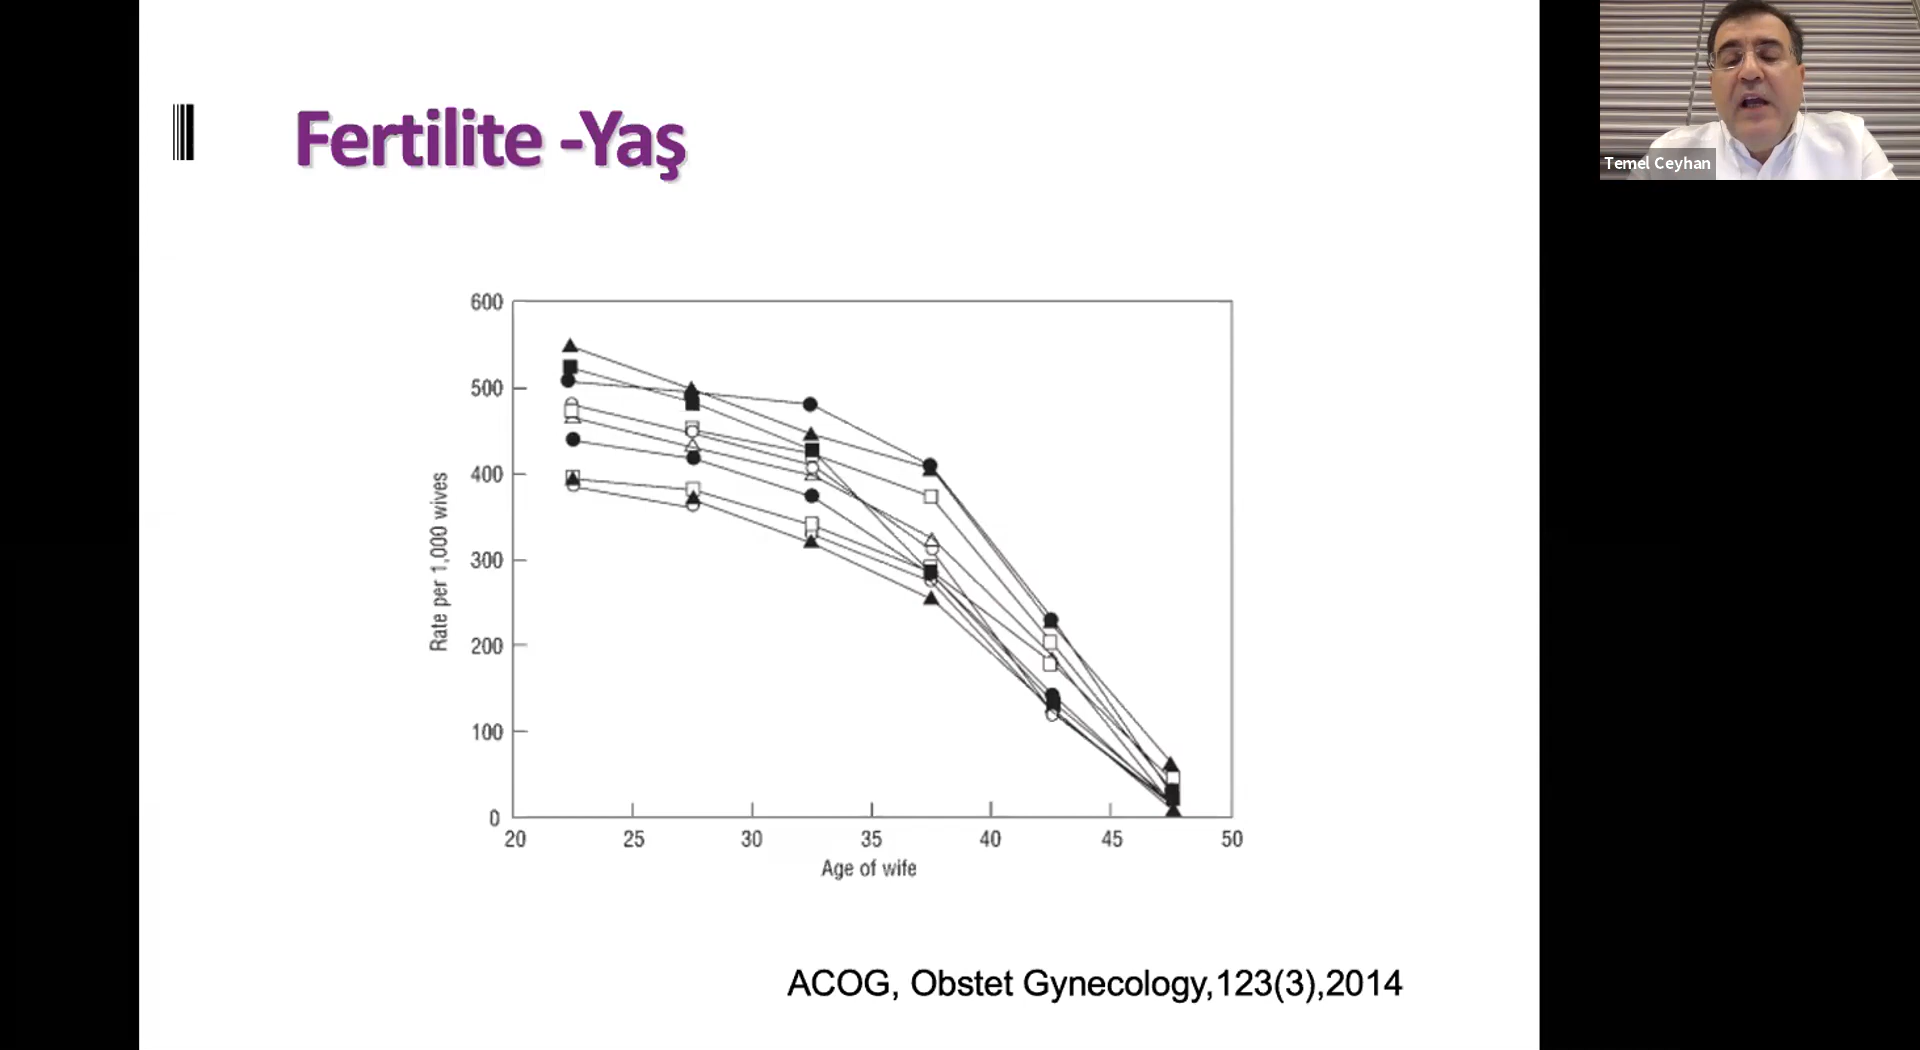 Fertilite -Yaş
Temel Ceyhan
600
500
400
300
200
100
0
Rate per 1,000 wives
20 25 30 35 40 45 50
Age of wife
ACOG, Obstet Gynecology,123(3),2014